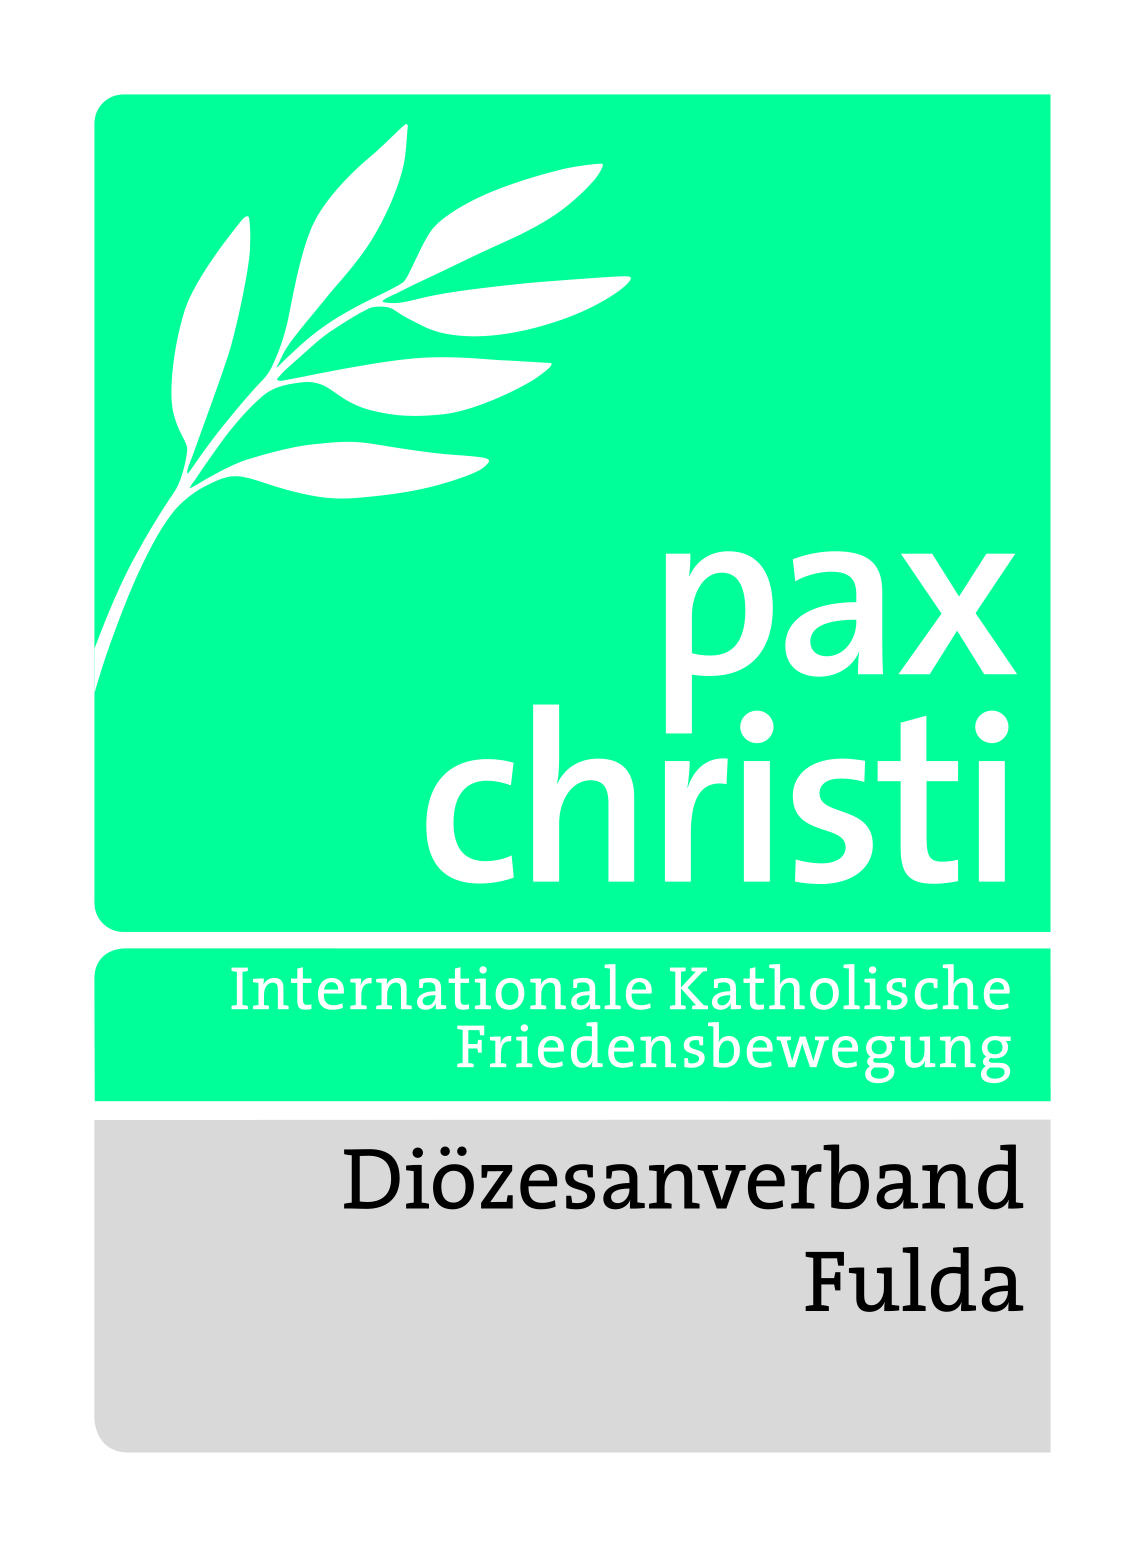 pax
christi
Internationale Katholische
Friedensbewegung
Diözesanverband
Fulda